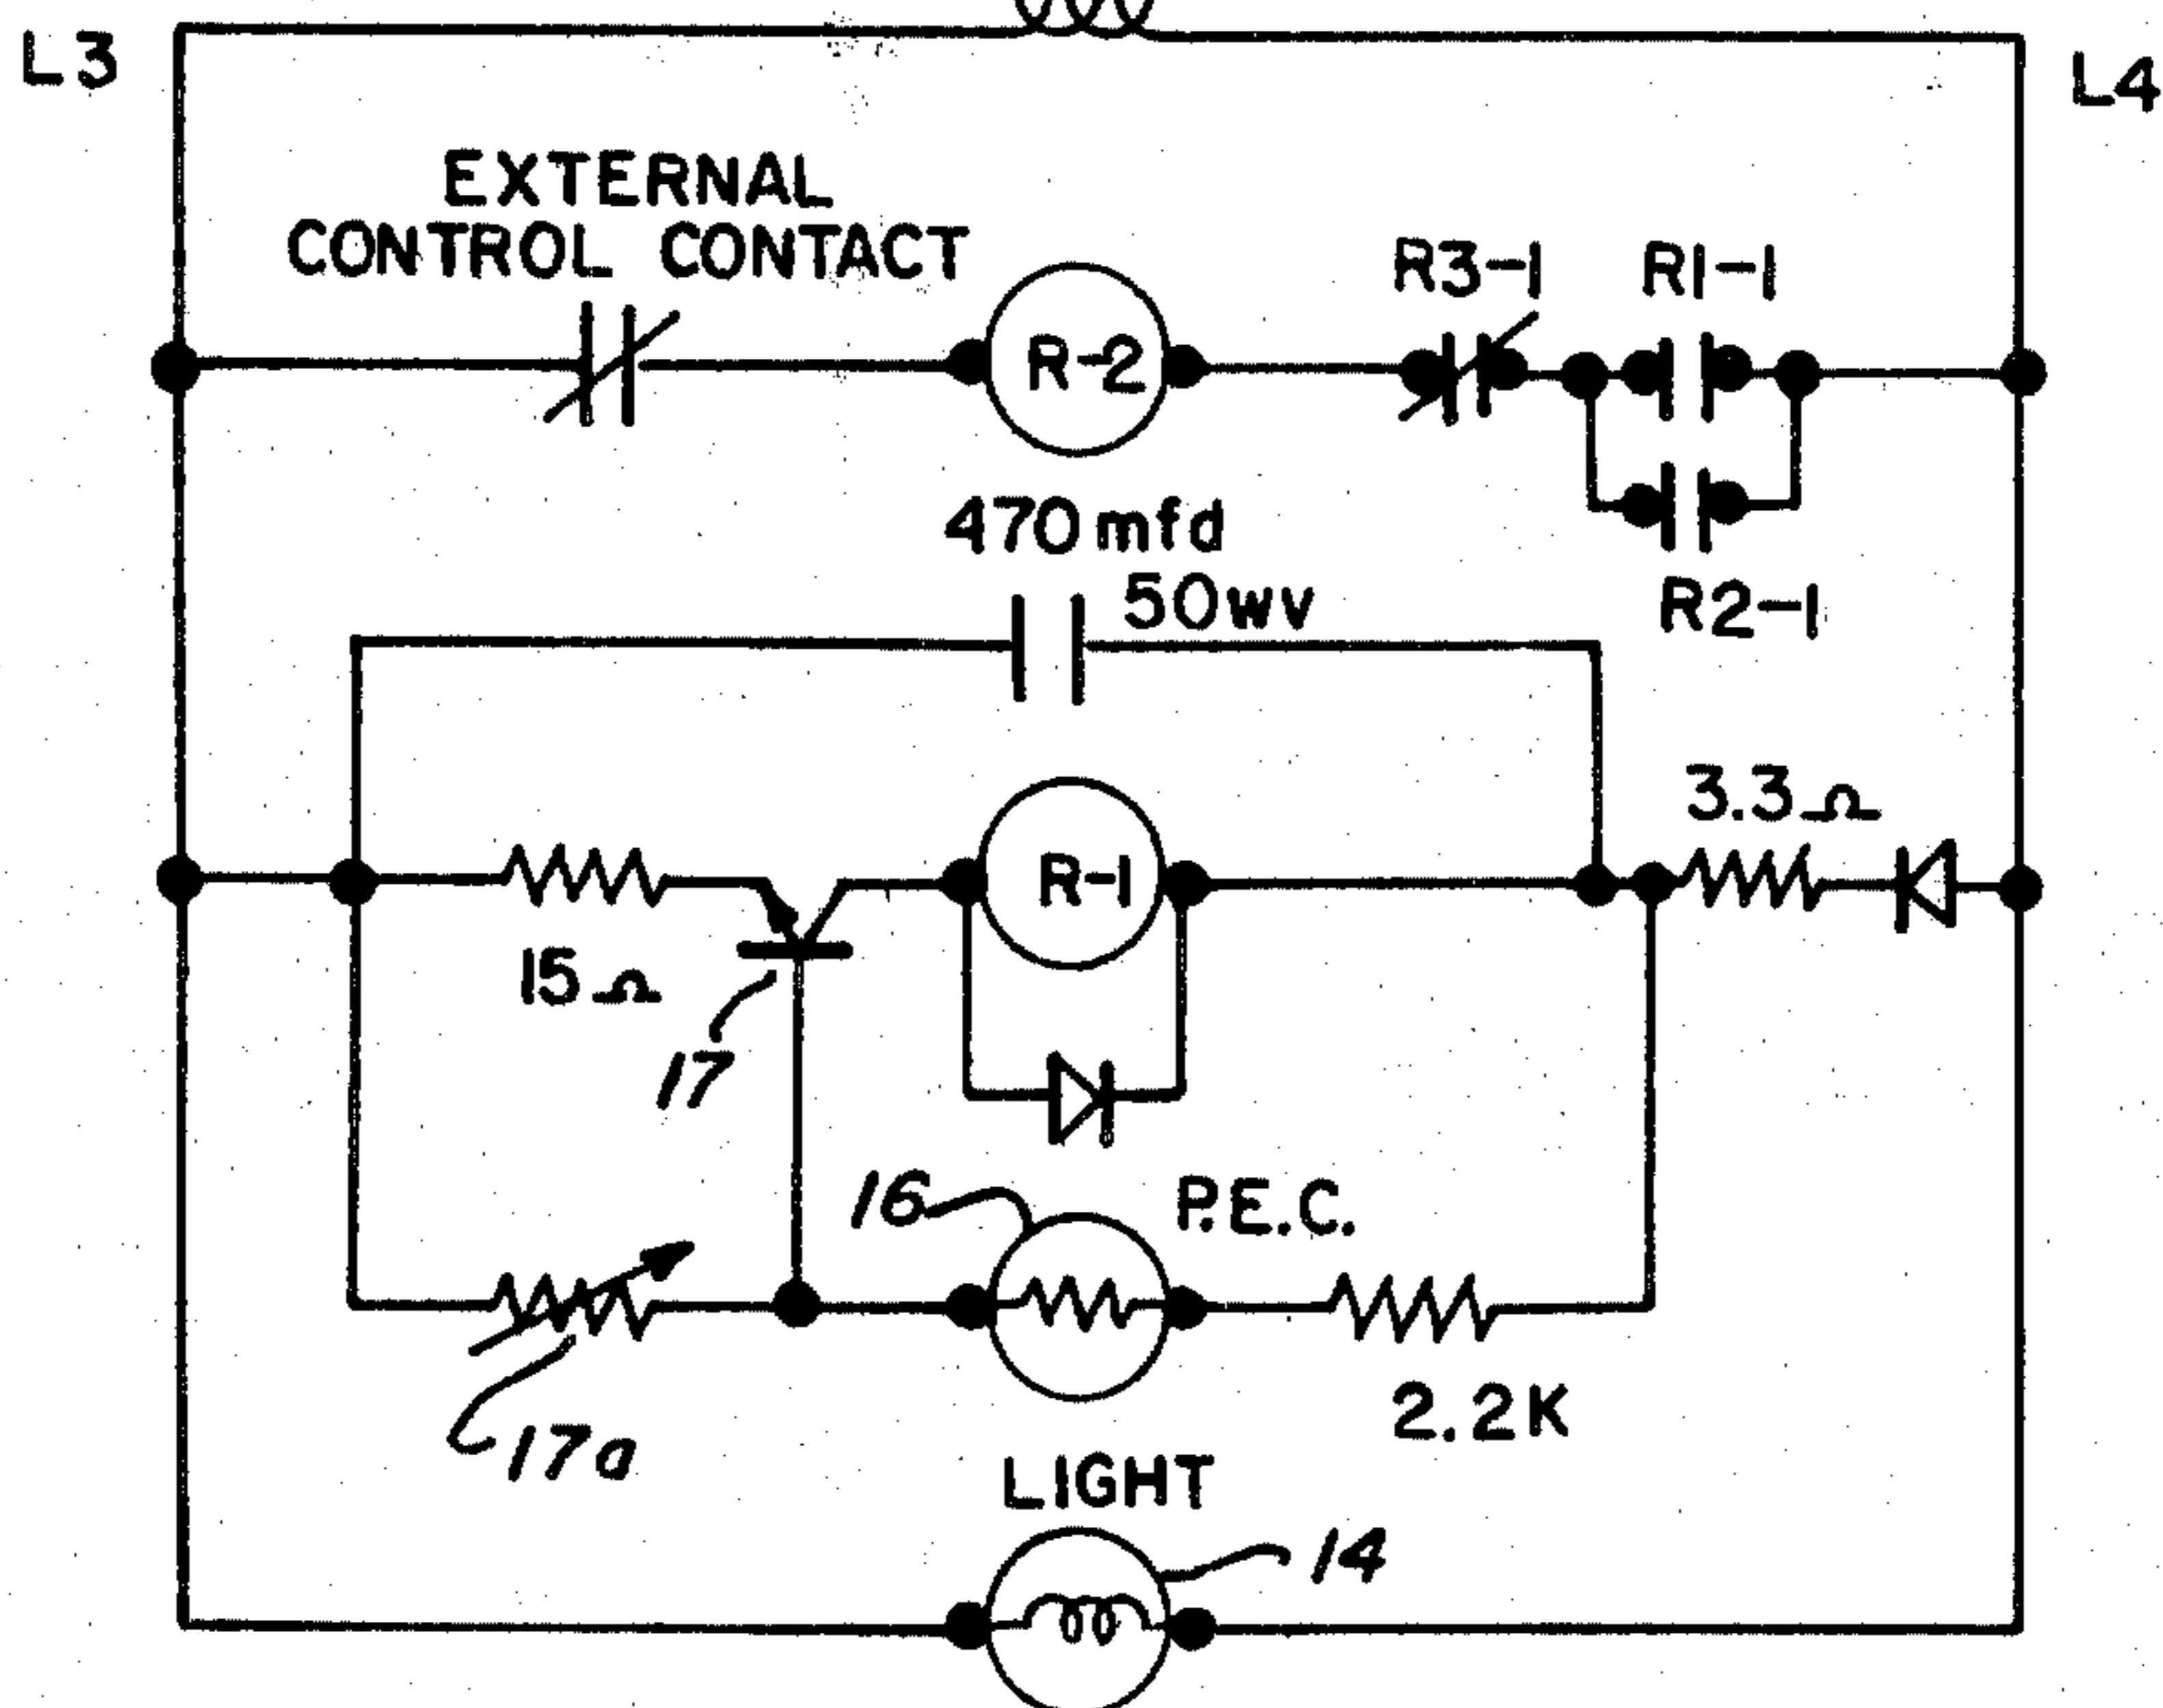 L3
L4
EXTERNAL
CONTROL CONTACT
R3-1
R1-1
R-2
470 mfd
50wv
R2-1
3.3Ω
R-1
15Ω
17
16
P.E.C.
2.2K
17a
LIGHT
14